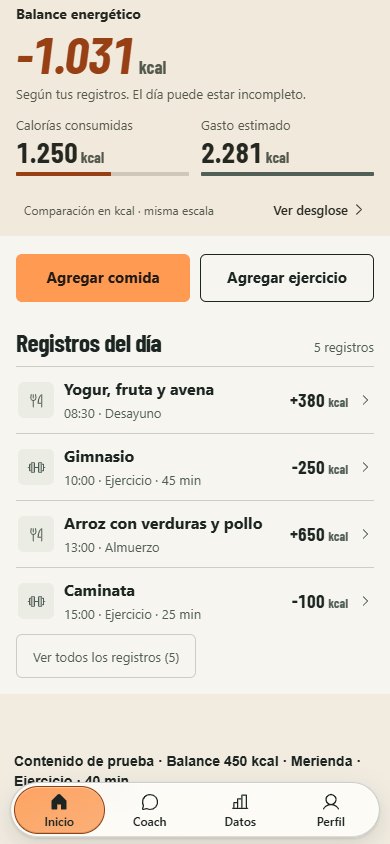 Balance energético
-1.031 kcal
Según tus registros. El día puede estar incompleto.
Calorías consumidas
Gasto estimado
1.250 kcal
2.281 kcal
Comparación en kcal · misma escala
Ver desglose
Agregar comida
Agregar ejercicio
Registros del día
5 registros
Yogur, fruta y avena
08:30 · Desayuno
+380 kcal
Gimnasio
10:00 · Ejercicio · 45 min
-250 kcal
Arroz con verduras y pollo
13:00 · Almuerzo
+650 kcal
Caminata
15:00 · Ejercicio · 25 min
-100 kcal
Ver todos los registros (5)
Contenido de prueba · Balance 450 kcal · Merienda ·
Ejercicio · 40 min
Inicio
Coach
Datos
Perfil